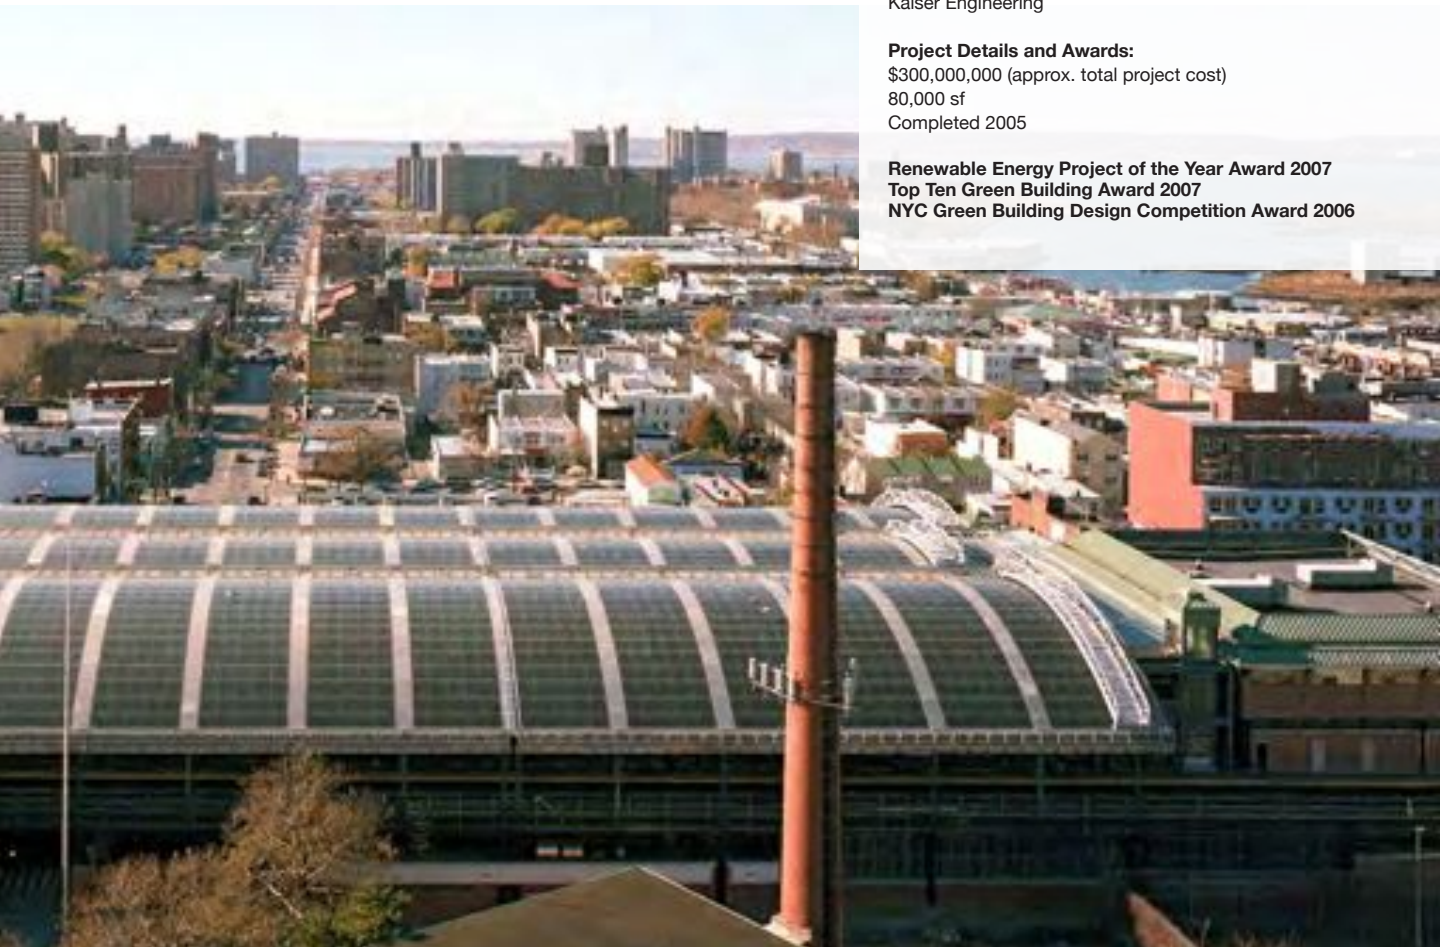 Kaiser Engineering
Project Details and Awards:
$300,000,000 (approx. total project cost)
80,000 sf
Completed 2005
Renewable Energy Project of the Year Award 2007
Top Ten Green Building Award 2007
NYC Green Building Design Competition Award 2006